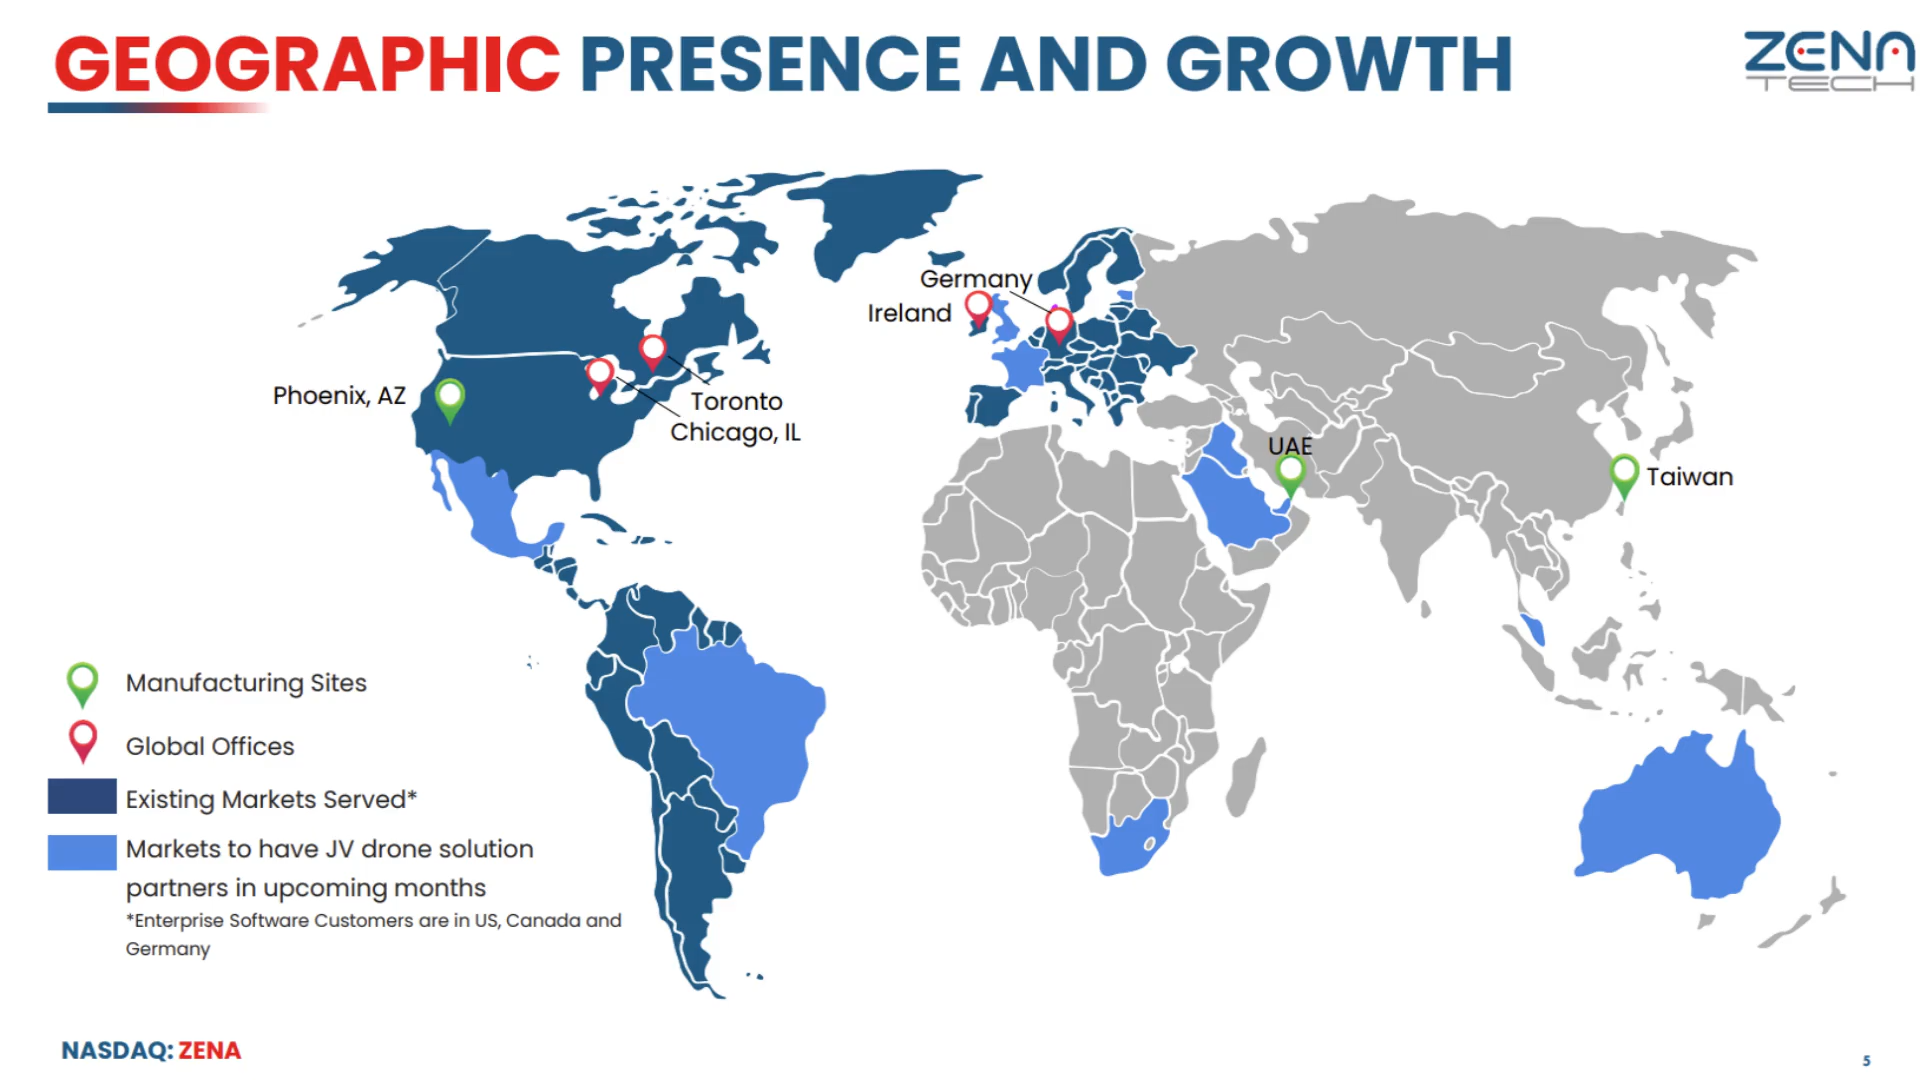 GEOGRAPHIC PRESENCE AND GROWTH
ZENA
TECH
Germany
Ireland
Phoenix, AZ
Toronto
Chicago, IL
UAE
Taiwan
Manufacturing Sites
Global Offices
Existing Markets Served*
Markets to have JV drone solution
partners in upcoming months
*Enterprise Software Customers are in US, Canada and
Germany
NASDAQ: ZENA
5